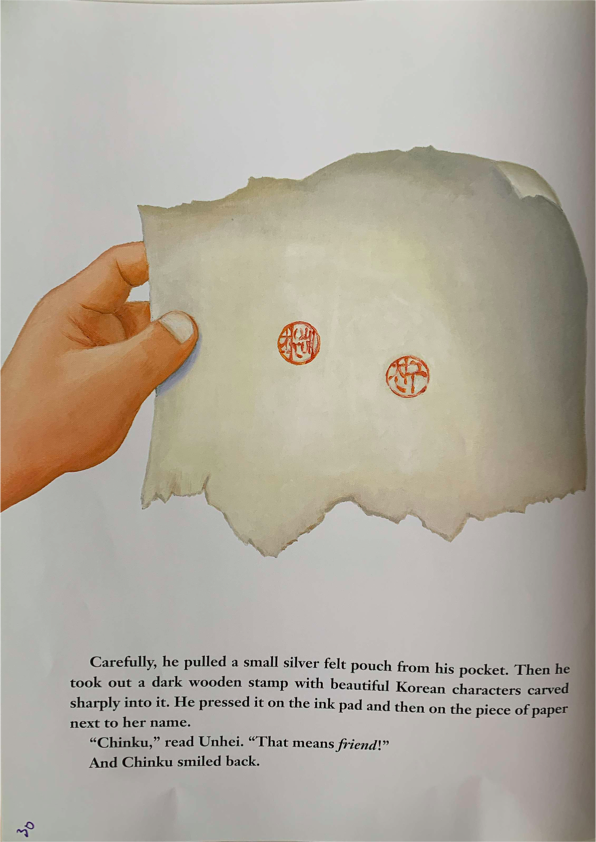 Carefully, he pulled a small silver felt pouch from his pocket. Then he
took out a dark wooden stamp with beautiful Korean characters carved
sharply into it. He pressed it on the ink pad and then on the piece of paper
next to her name.
“Chinku,” read Unhei. “That means friend!”
And Chinku smiled back.
30